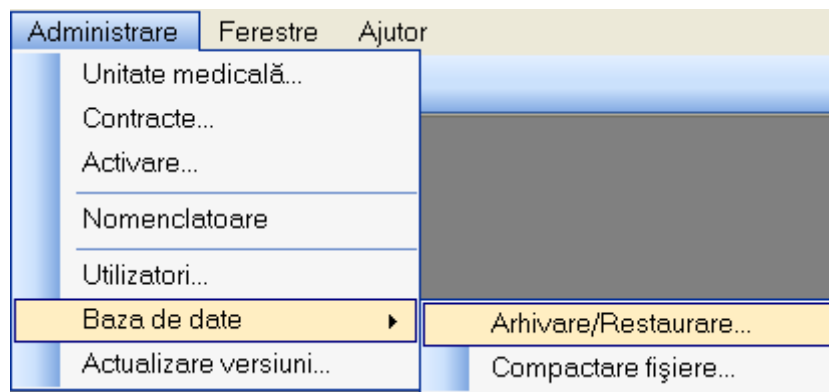 Administrare Ferestre Ajutor
Unitate medicală...
Contracte...
Activare...
Nomenclatoare
Utilizatori...
Baza de date Arhivare/Restaurare...
Actualizare versiuni... Compactare fişiere...